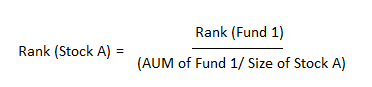 Rank (Fund 1)
Rank (Stock A) =
(AUM of Fund 1/ Size of Stock A)